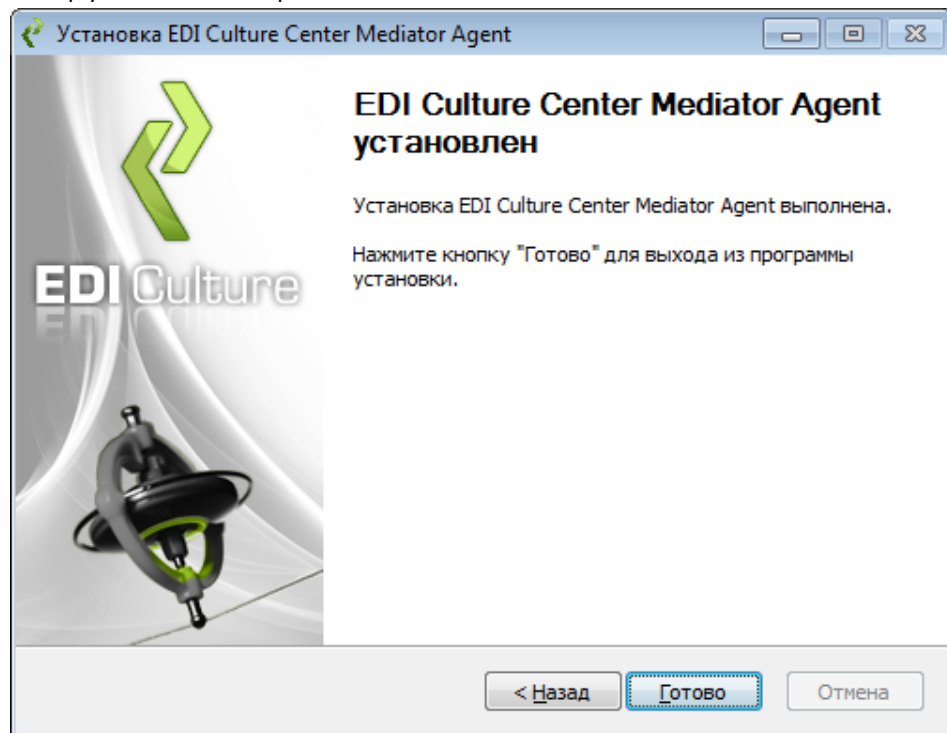 Установка EDI Culture Center Mediator Agent
EDI Culture Center Mediator Agent
установлен
Установка EDI Culture Center Mediator Agent выполнена.
Нажмите кнопку "Готово" для выхода из программы
установки.
EDI Culture
< Назад
Готово
Отмена